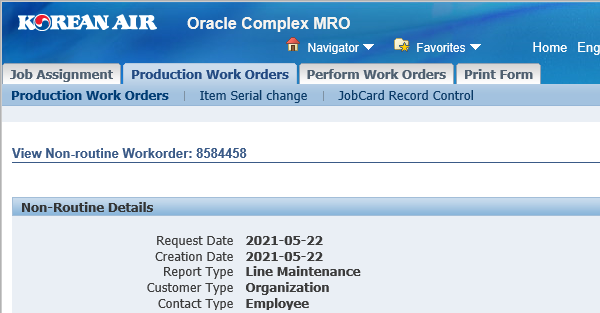 KOREAN AIR Oracle Complex MRO
Navigator Favorites Home Eng
Job Assignment Production Work Orders Perform Work Orders Print Form
Production Work Orders | Item Serial change | JobCard Record Control
View Non-routine Workorder: 8584458
Non-Routine Details
Request Date 2021-05-22
Creation Date 2021-05-22
Report Type Line Maintenance
Customer Type Organization
Contact Type Employee